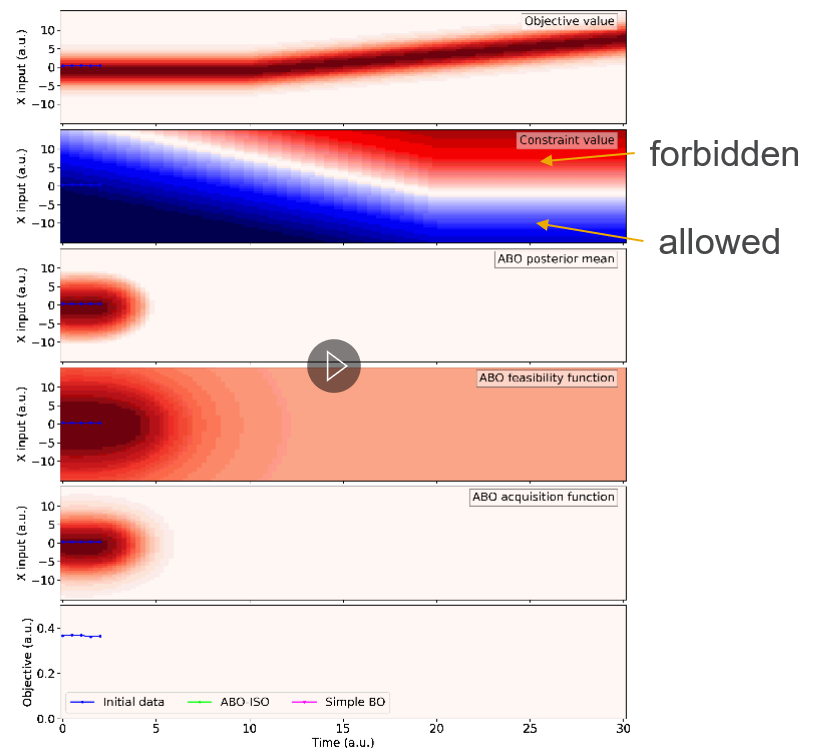 Objective value
X input (a.u.)
10
5
0
−5
−10
Constraint value
X input (a.u.)
10
5
0
−5
−10
forbidden
allowed
ABO posterior mean
X input (a.u.)
10
5
0
−5
−10
ABO feasibility function
X input (a.u.)
10
5
0
−5
−10
ABO acquisition function
X input (a.u.)
10
5
0
−5
−10
Objective (a.u.)
0.4
0.2
0.0
Initial data ABO ISO Simple BO
0 5 10 15 20 25 30
Time (a.u.)